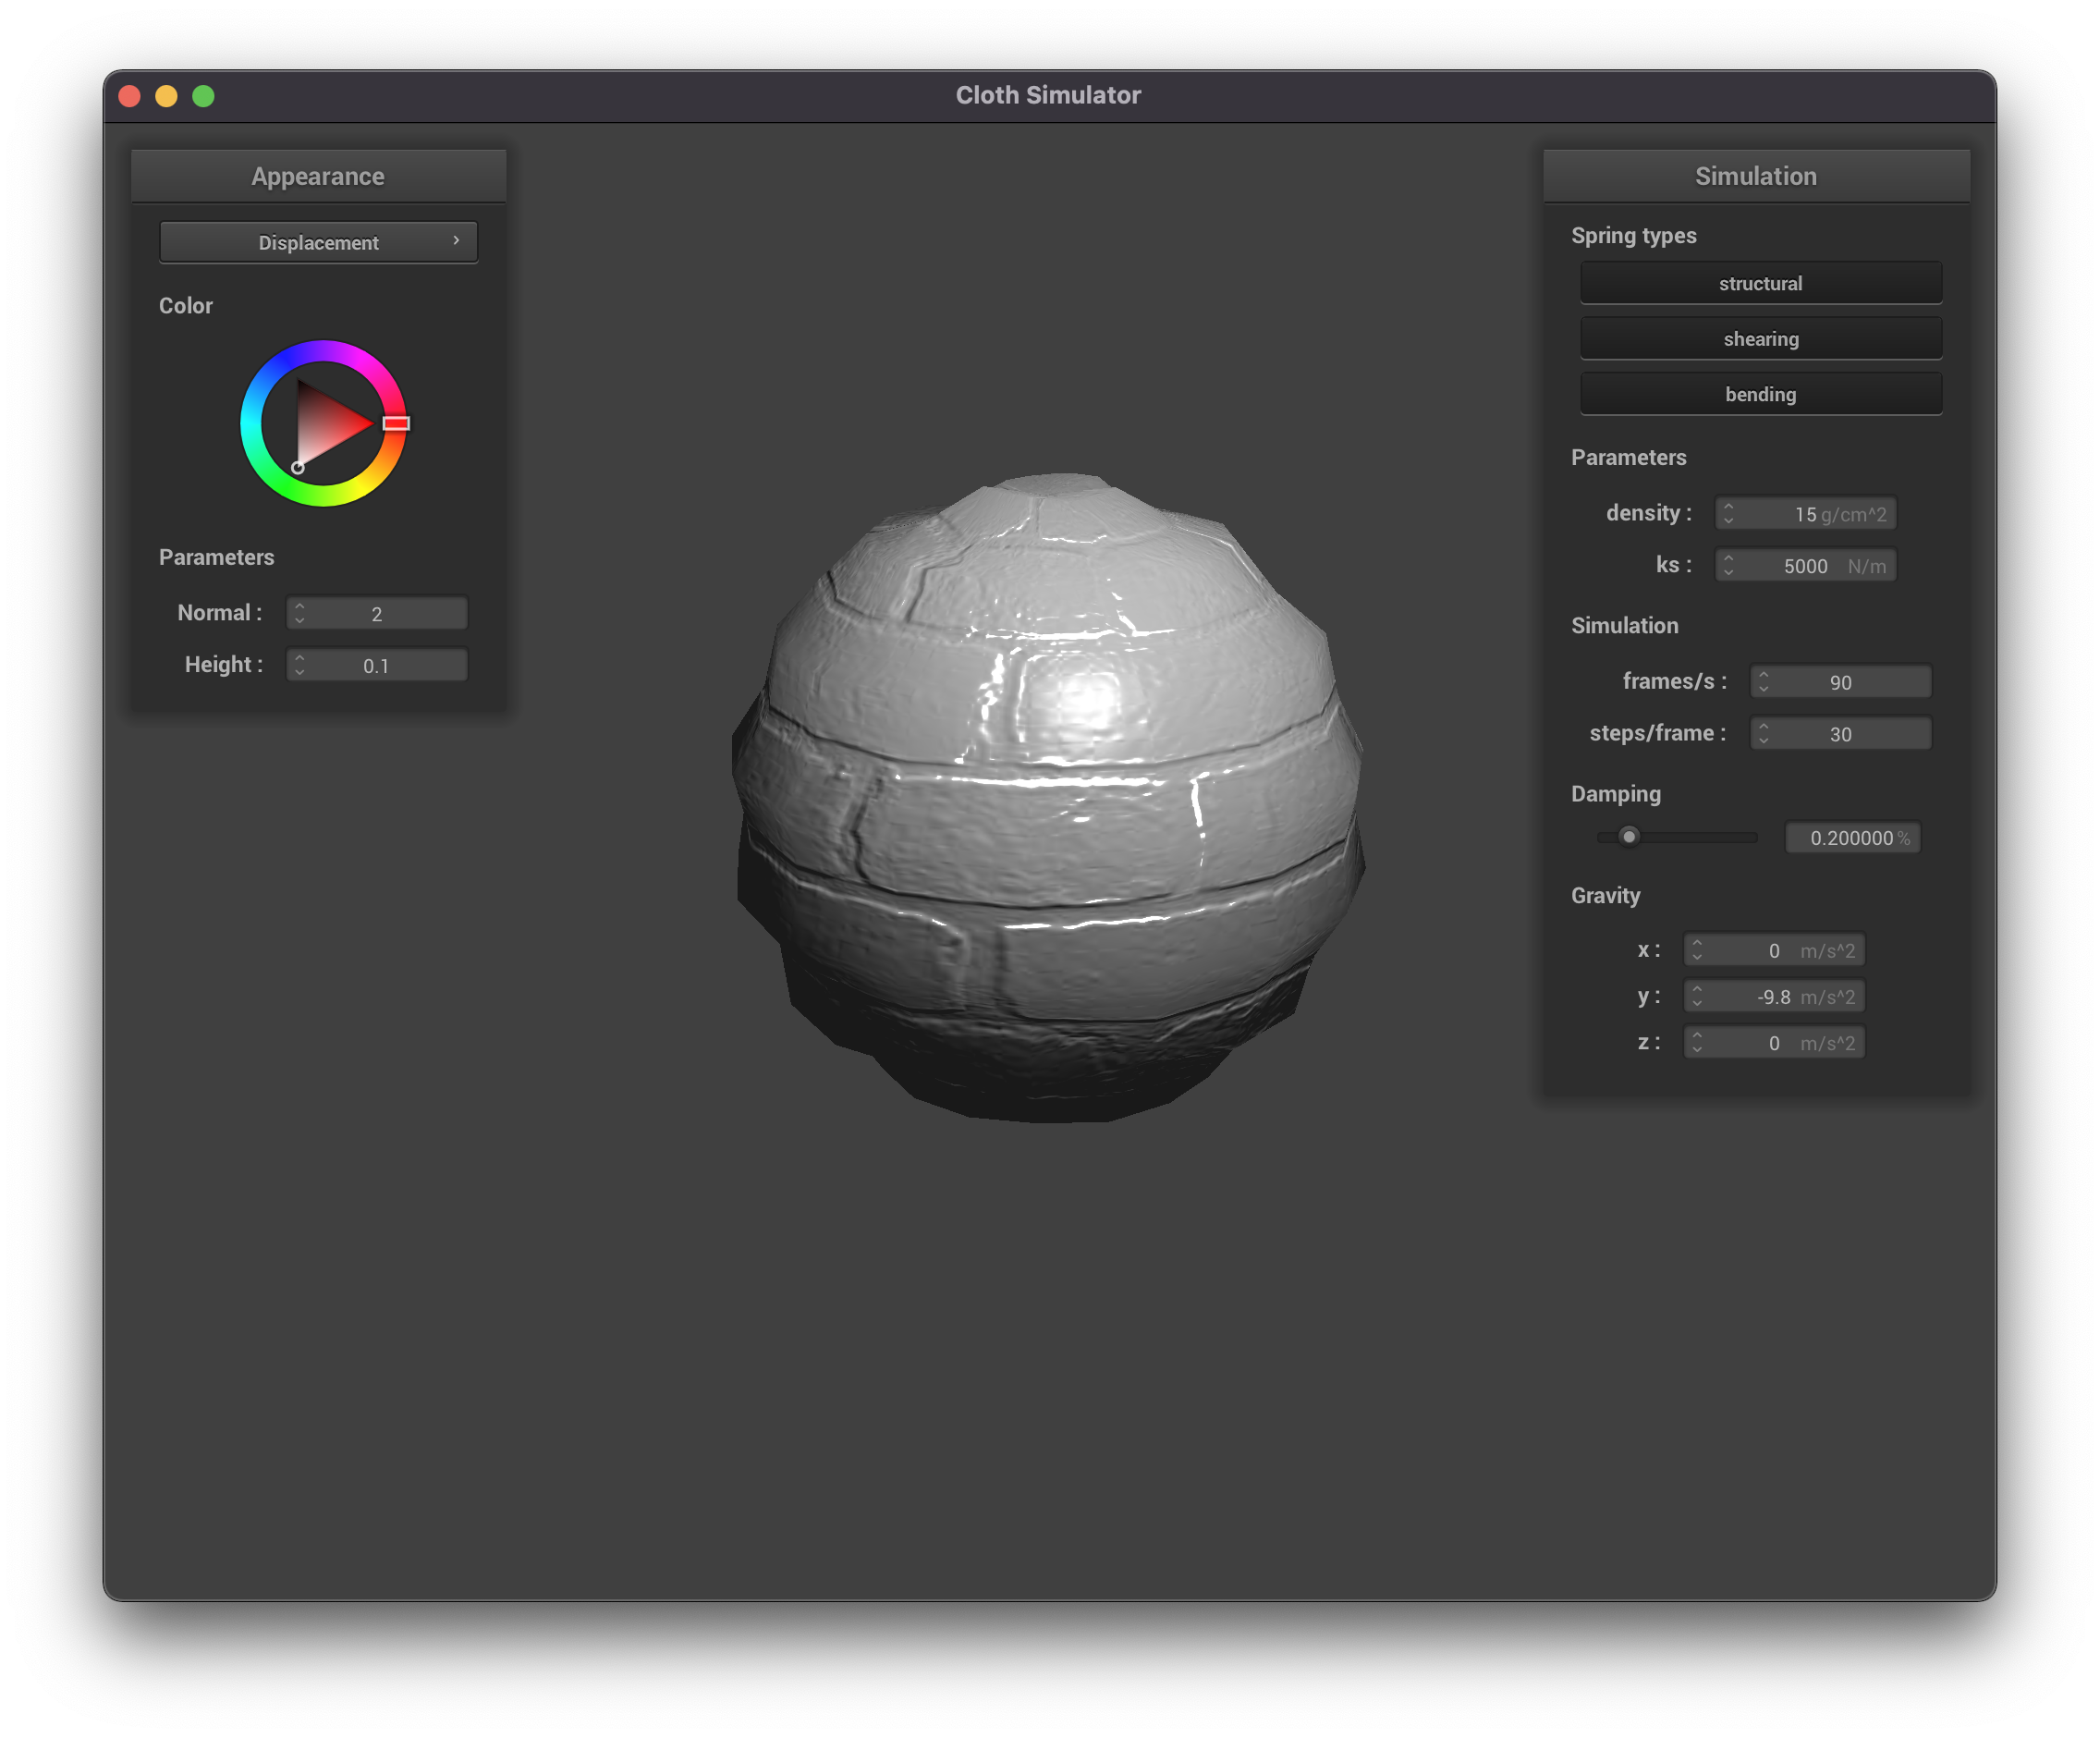 Cloth Simulator
Appearance
Displacement
Color
Parameters
Normal : 2
Height : 0.1
Simulation
Spring types
structural
shearing
bending
Parameters
density : 15 g/cm^2
ks : 5000 N/m
Simulation
frames/s : 90
steps/frame : 30
Damping
0.200000 %
Gravity
x : 0 m/s^2
y : -9.8 m/s^2
z : 0 m/s^2